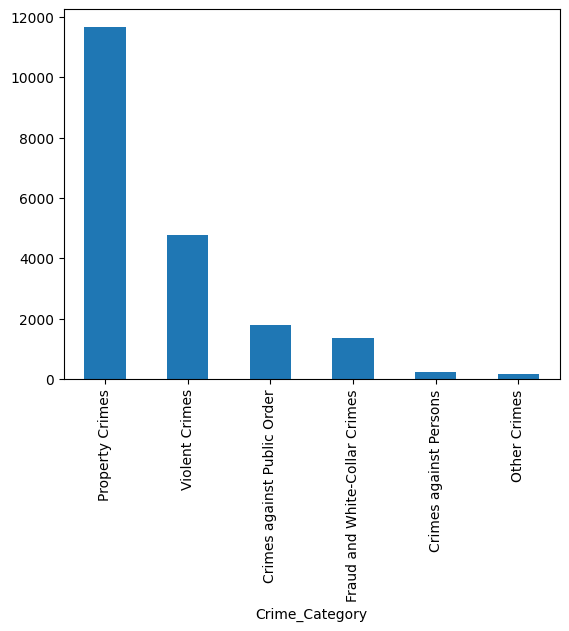 12000
10000
8000
6000
4000
2000
0
Property Crimes
Violent Crimes
Crimes against Public Order
Fraud and White-Collar Crimes
Crimes against Persons
Other Crimes
Crime_Category